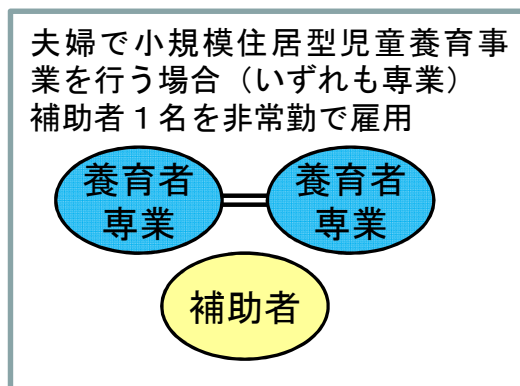 夫婦で小規模住居型児童養育事
業を行う場合（いずれも専業）
補助者１名を非常勤で雇用
養育者 養育者
専業 専業
補助者